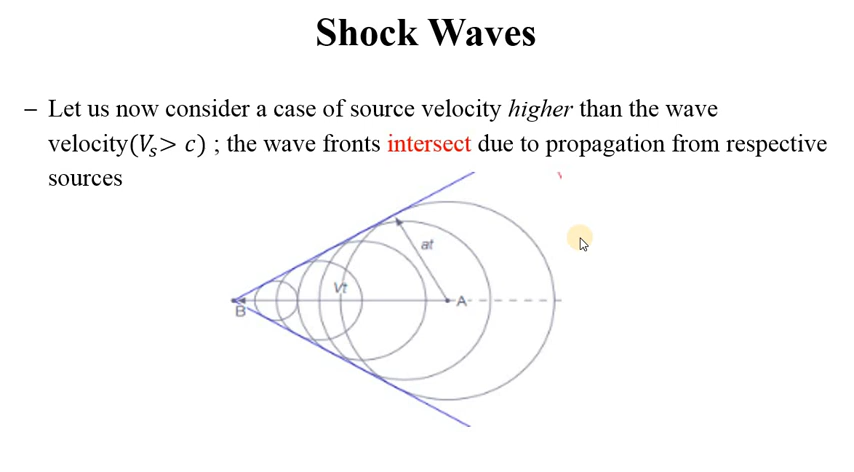 Shock Waves
– Let us now consider a case of source velocity higher than the wave
velocity(Vₛ> c) ; the wave fronts intersect due to propagation from respective
sources
at
Vt
A
B